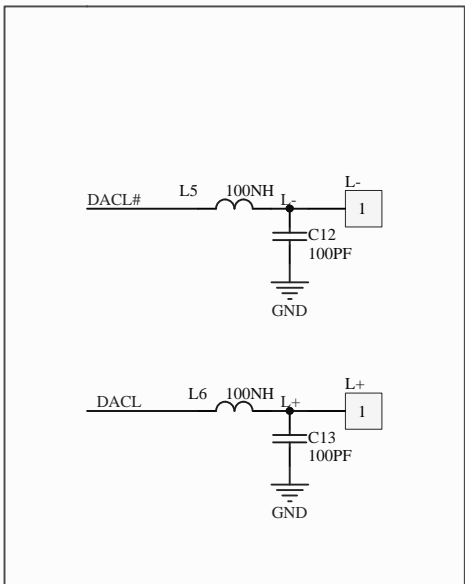 L-
DACL# L5 100NH L- 1
C12
100PF
GND
L+
DACL L6 100NH L+ 1
C13
100PF
GND